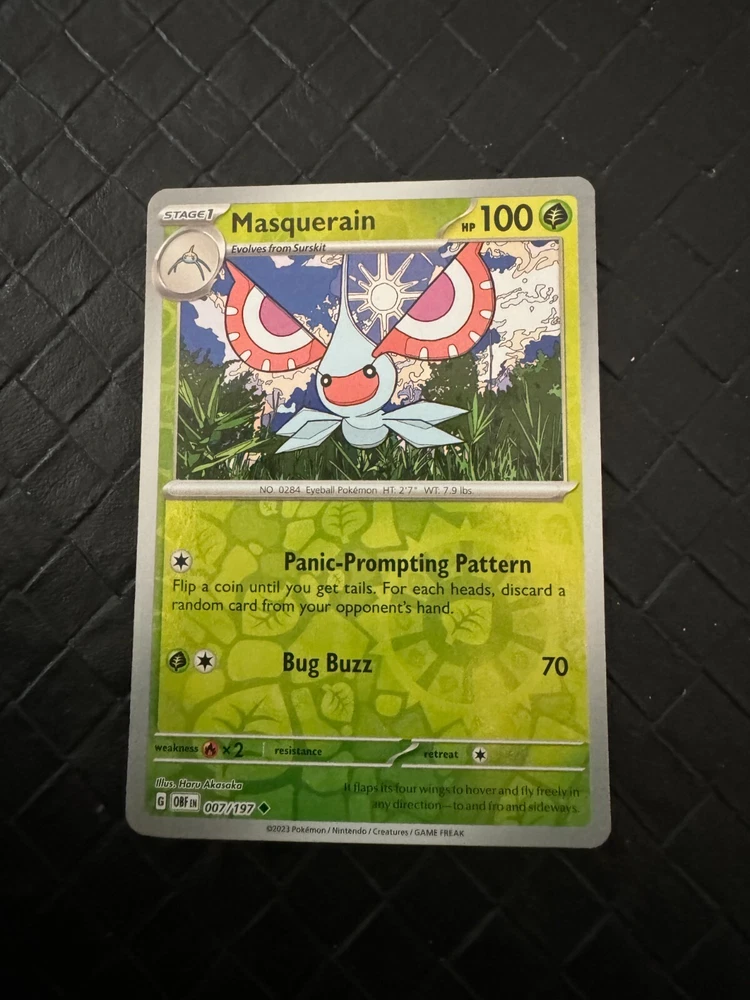 STAGE1 Masquerain HP 100
Evolves from Surskit
NO. 0284 Eyeball Pokémon HT: 2'7" WT: 7.9 lbs.
Panic-Prompting Pattern
Flip a coin until you get tails. For each heads, discard a
random card from your opponent's hand.
Bug Buzz 70
weakness ×2 resistance retreat
Illus. Haru Akasaka
It flaps its four wings to hover and fly freely in
any direction—to and fro and sideways.
G OBF EN 007/197
©2023 Pokémon / Nintendo / Creatures / GAME FREAK